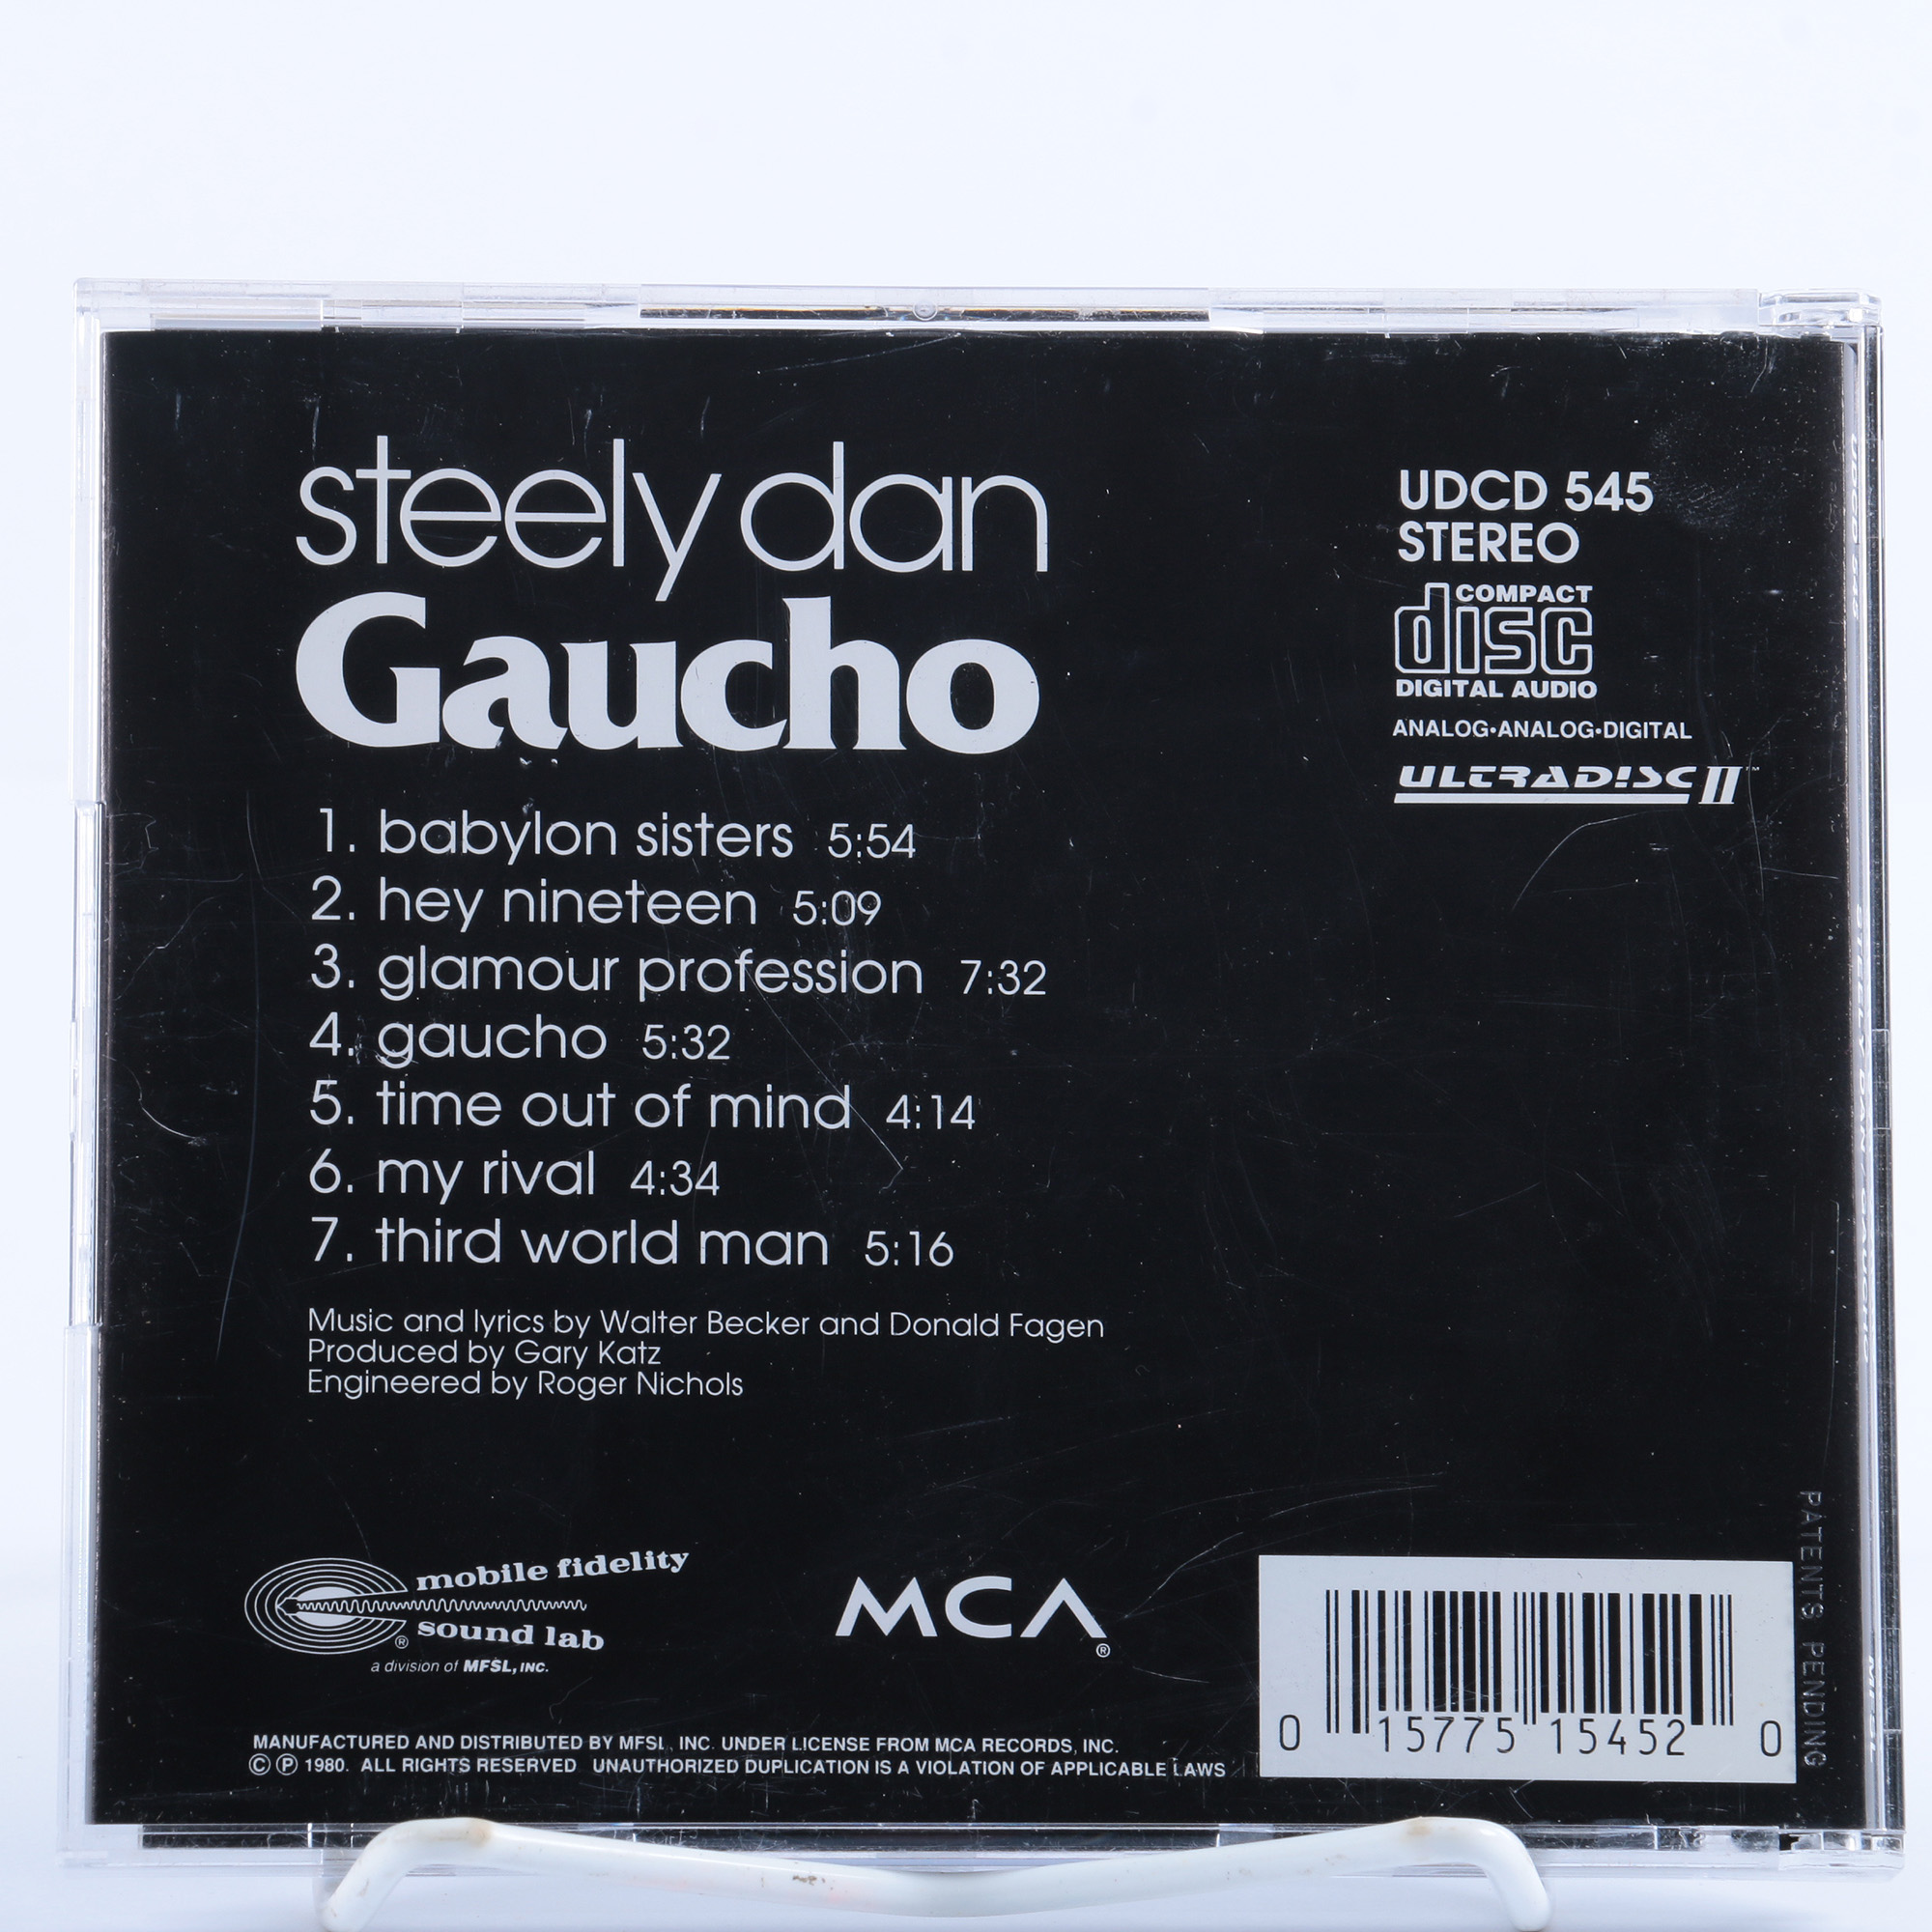 steely dan
Gaucho
1. babylon sisters 5:54
2. hey nineteen 5:09
3. glamour profession 7:32
4. gaucho 5:32
5. time out of mind 4:14
6. my rival 4:34
7. third world man 5:16
Music and lyrics by Walter Becker and Donald Fagen
Produced by Gary Katz
Engineered by Roger Nichols
UDCD 545
STEREO
COMPACT
disc
DIGITAL AUDIO
ANALOG•ANALOG•DIGITAL
ULTRADISC II™
mobile fidelity
sound lab
®
a division of MFSL, INC.
MCA
®
MANUFACTURED AND DISTRIBUTED BY MFSL, INC. UNDER LICENSE FROM MCA RECORDS, INC.
© ℗ 1980. ALL RIGHTS RESERVED UNAUTHORIZED DUPLICATION IS A VIOLATION OF APPLICABLE LAWS
0 15775 15452 0
PATENTS PENDING